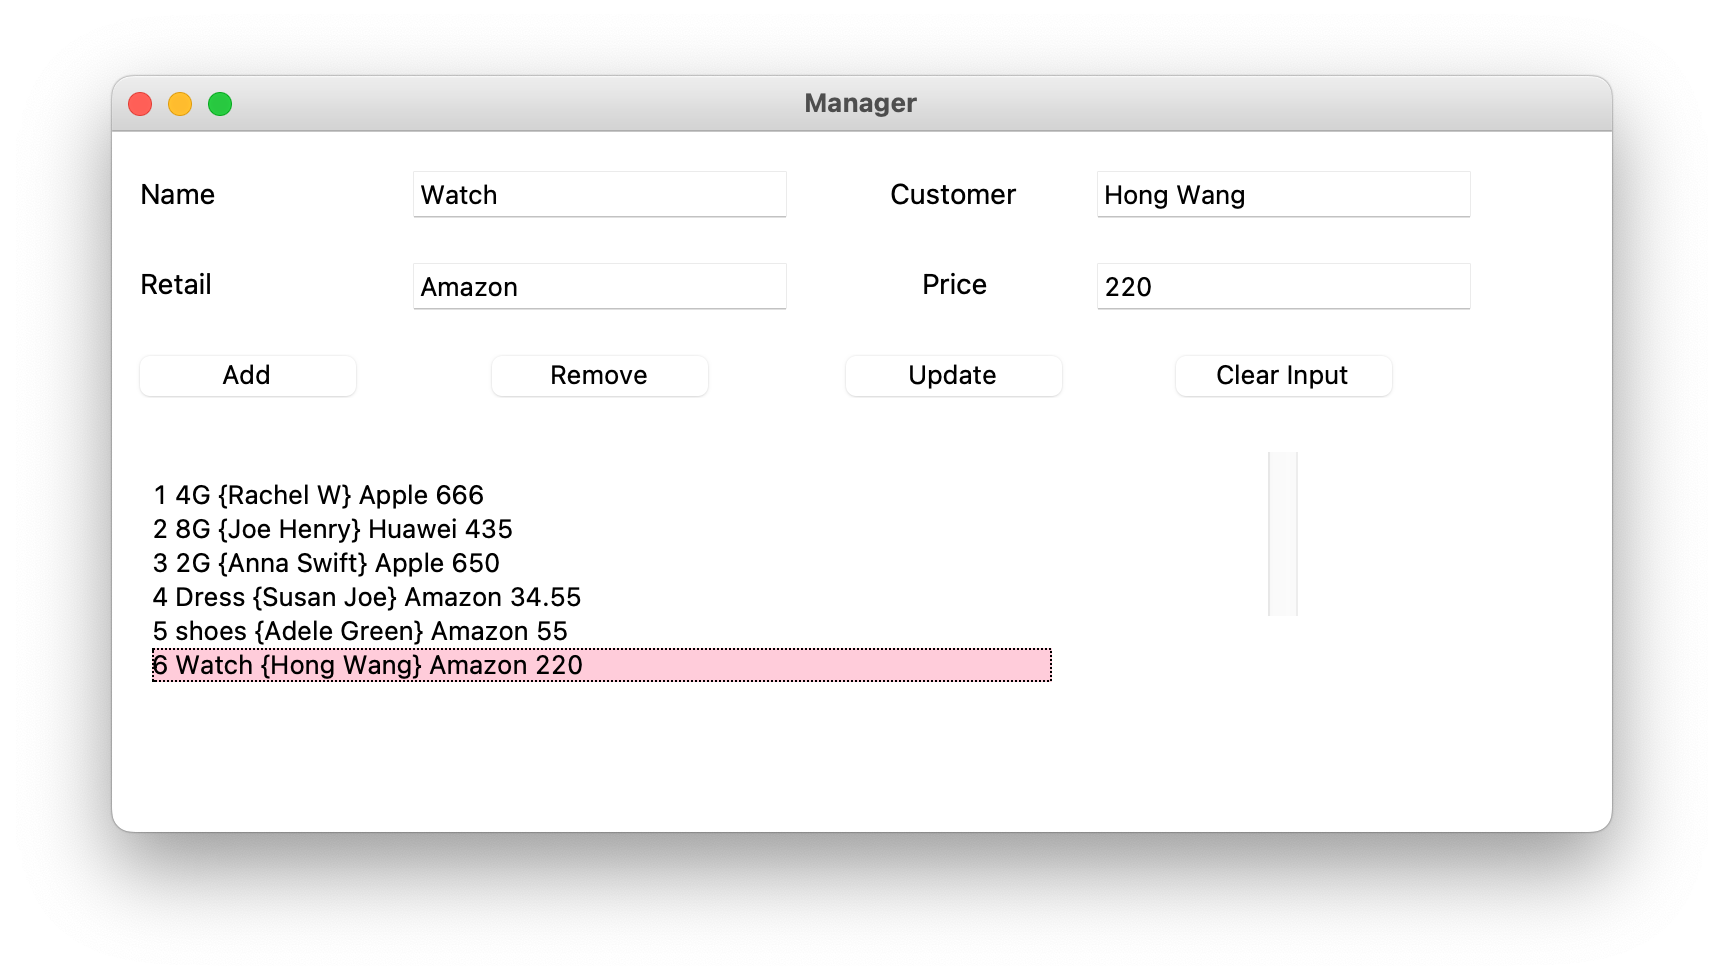 Manager
Name Watch Customer Hong Wang
Retail Amazon Price 220
Add Remove Update Clear Input
1 4G {Rachel W} Apple 666
2 8G {Joe Henry} Huawei 435
3 2G {Anna Swift} Apple 650
4 Dress {Susan Joe} Amazon 34.55
5 shoes {Adele Green} Amazon 55
6 Watch {Hong Wang} Amazon 220